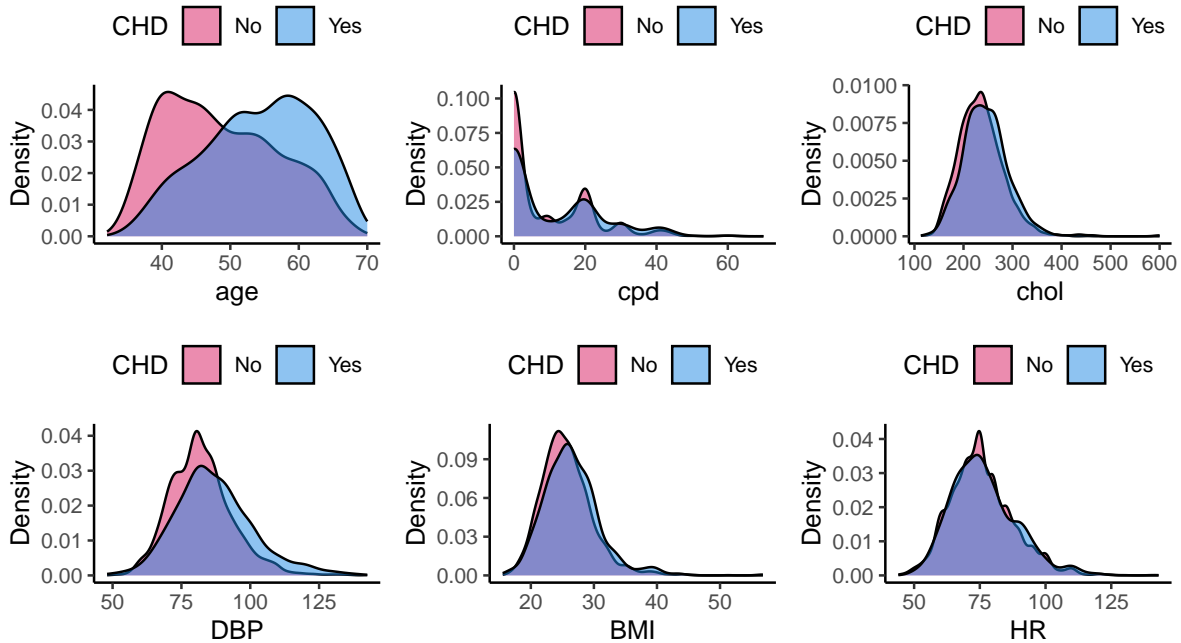 CHD No Yes
0.04
0.03
0.02
0.01
0.00
Density
40 50 60 70
age
CHD No Yes
0.100
0.075
0.050
0.025
0.000
Density
0 20 40 60
cpd
CHD No Yes
0.0100
0.0075
0.0050
0.0025
0.0000
Density
100 200 300 400 500 600
chol
CHD No Yes
0.04
0.03
0.02
0.01
0.00
Density
50 75 100 125
DBP
CHD No Yes
0.09
0.06
0.03
0.00
Density
20 30 40 50
BMI
CHD No Yes
0.04
0.03
0.02
0.01
0.00
Density
50 75 100 125
HR